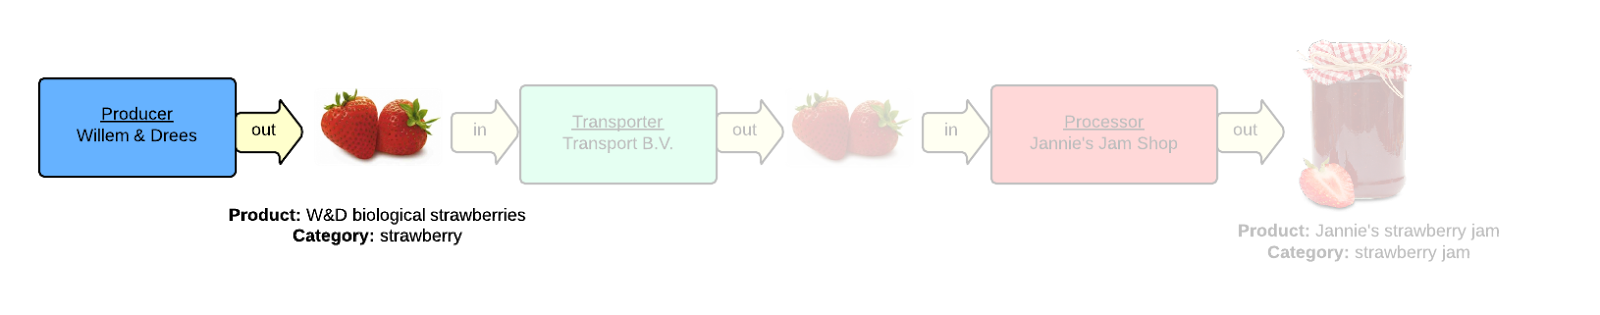 Producer
Willem & Drees
out
in
Transporter
Transport B.V.
out
in
Processor
Jannie's Jam Shop
out
Product: W&D biological strawberries
Category: strawberry
Product: Jannie's strawberry jam
Category: strawberry jam